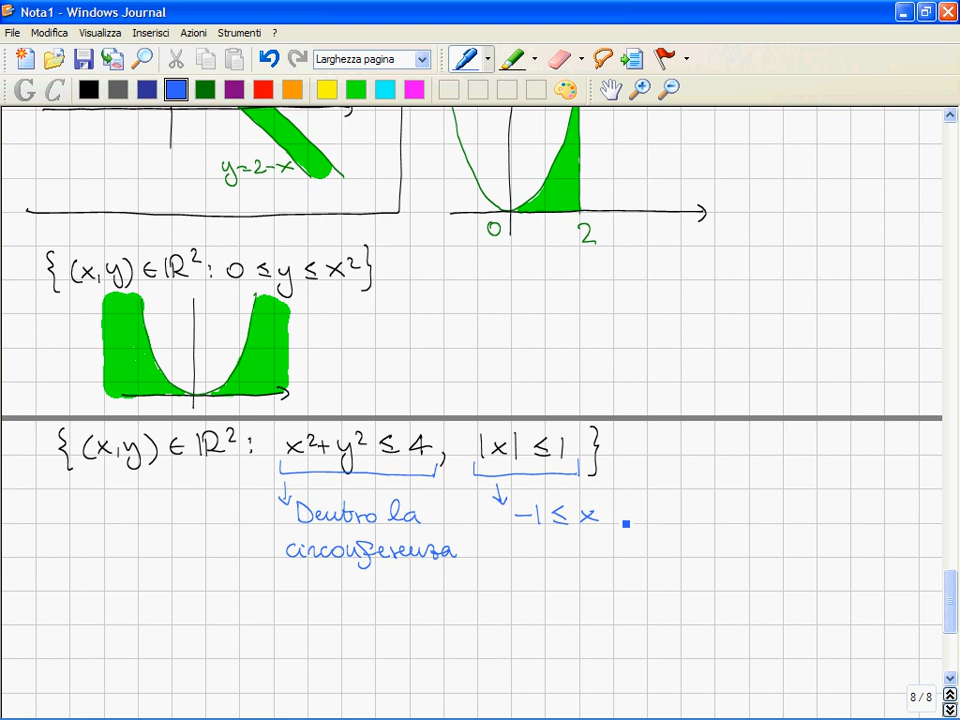 Nota1 - Windows Journal
File Modifica Visualizza Inserisci Azioni Strumenti ?
Larghezza pagina
G C
y=2-x
0 2
{(x,y) ∈ ℝ²: 0 ≤ y ≤ x²}
{(x,y) ∈ ℝ²: x²+y² ≤ 4, |x| ≤ 1}
Dentro la
-1 ≤ x
circonferenza
8/8